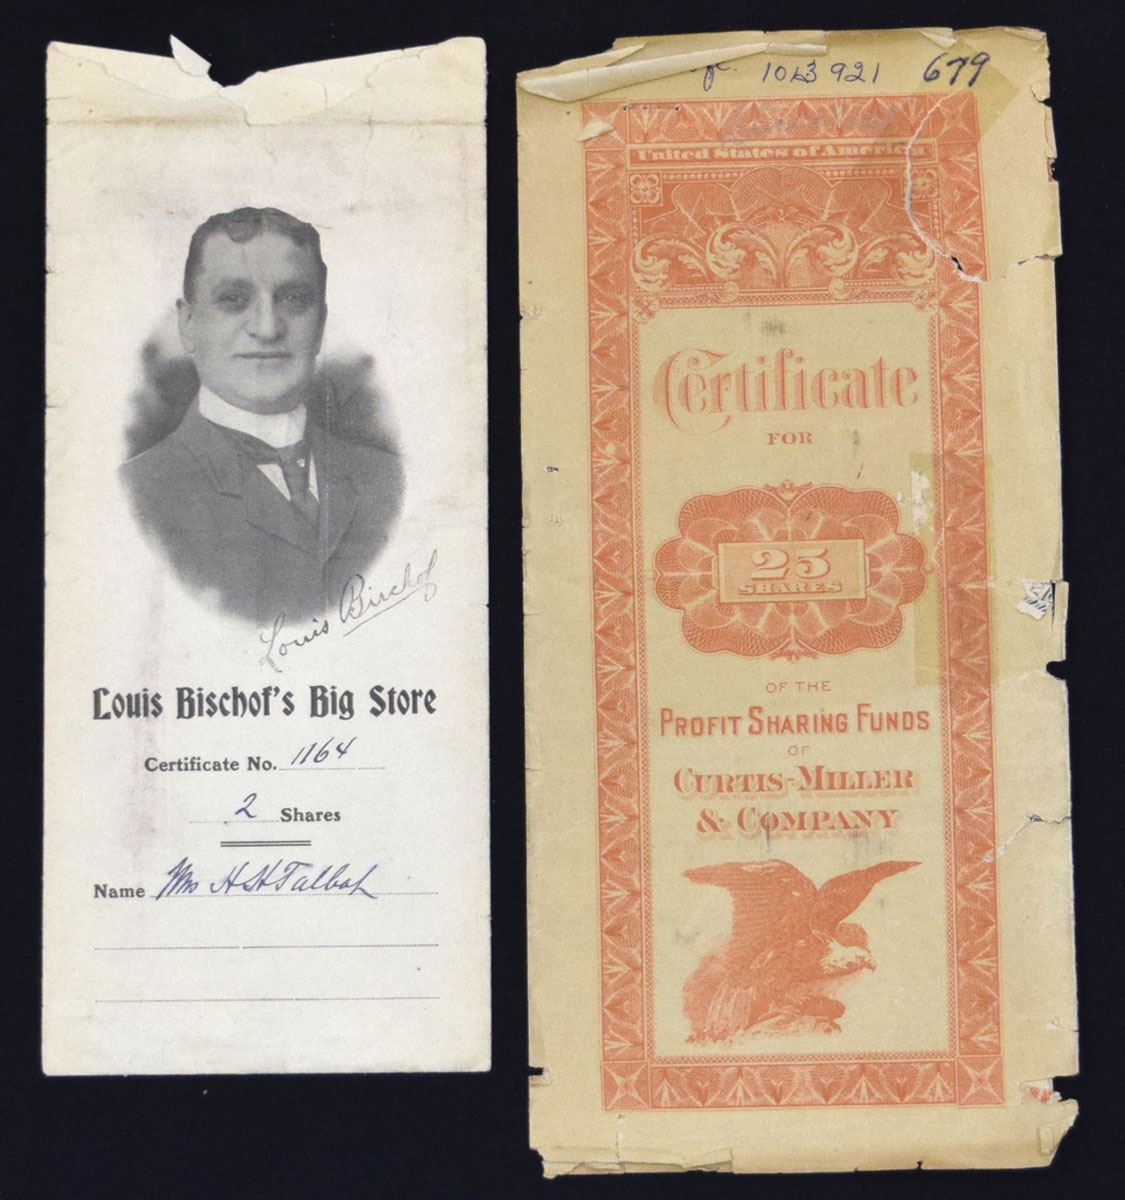 Louis Bischof
Louis Bischof's Big Store
Certificate No. 1164
2 Shares
Name Mrs H H Talbot
1043921 679
United States of America
Certificate
FOR
25
SHARES
OF THE
PROFIT SHARING FUNDS
OF
CURTIS-MILLER
& COMPANY